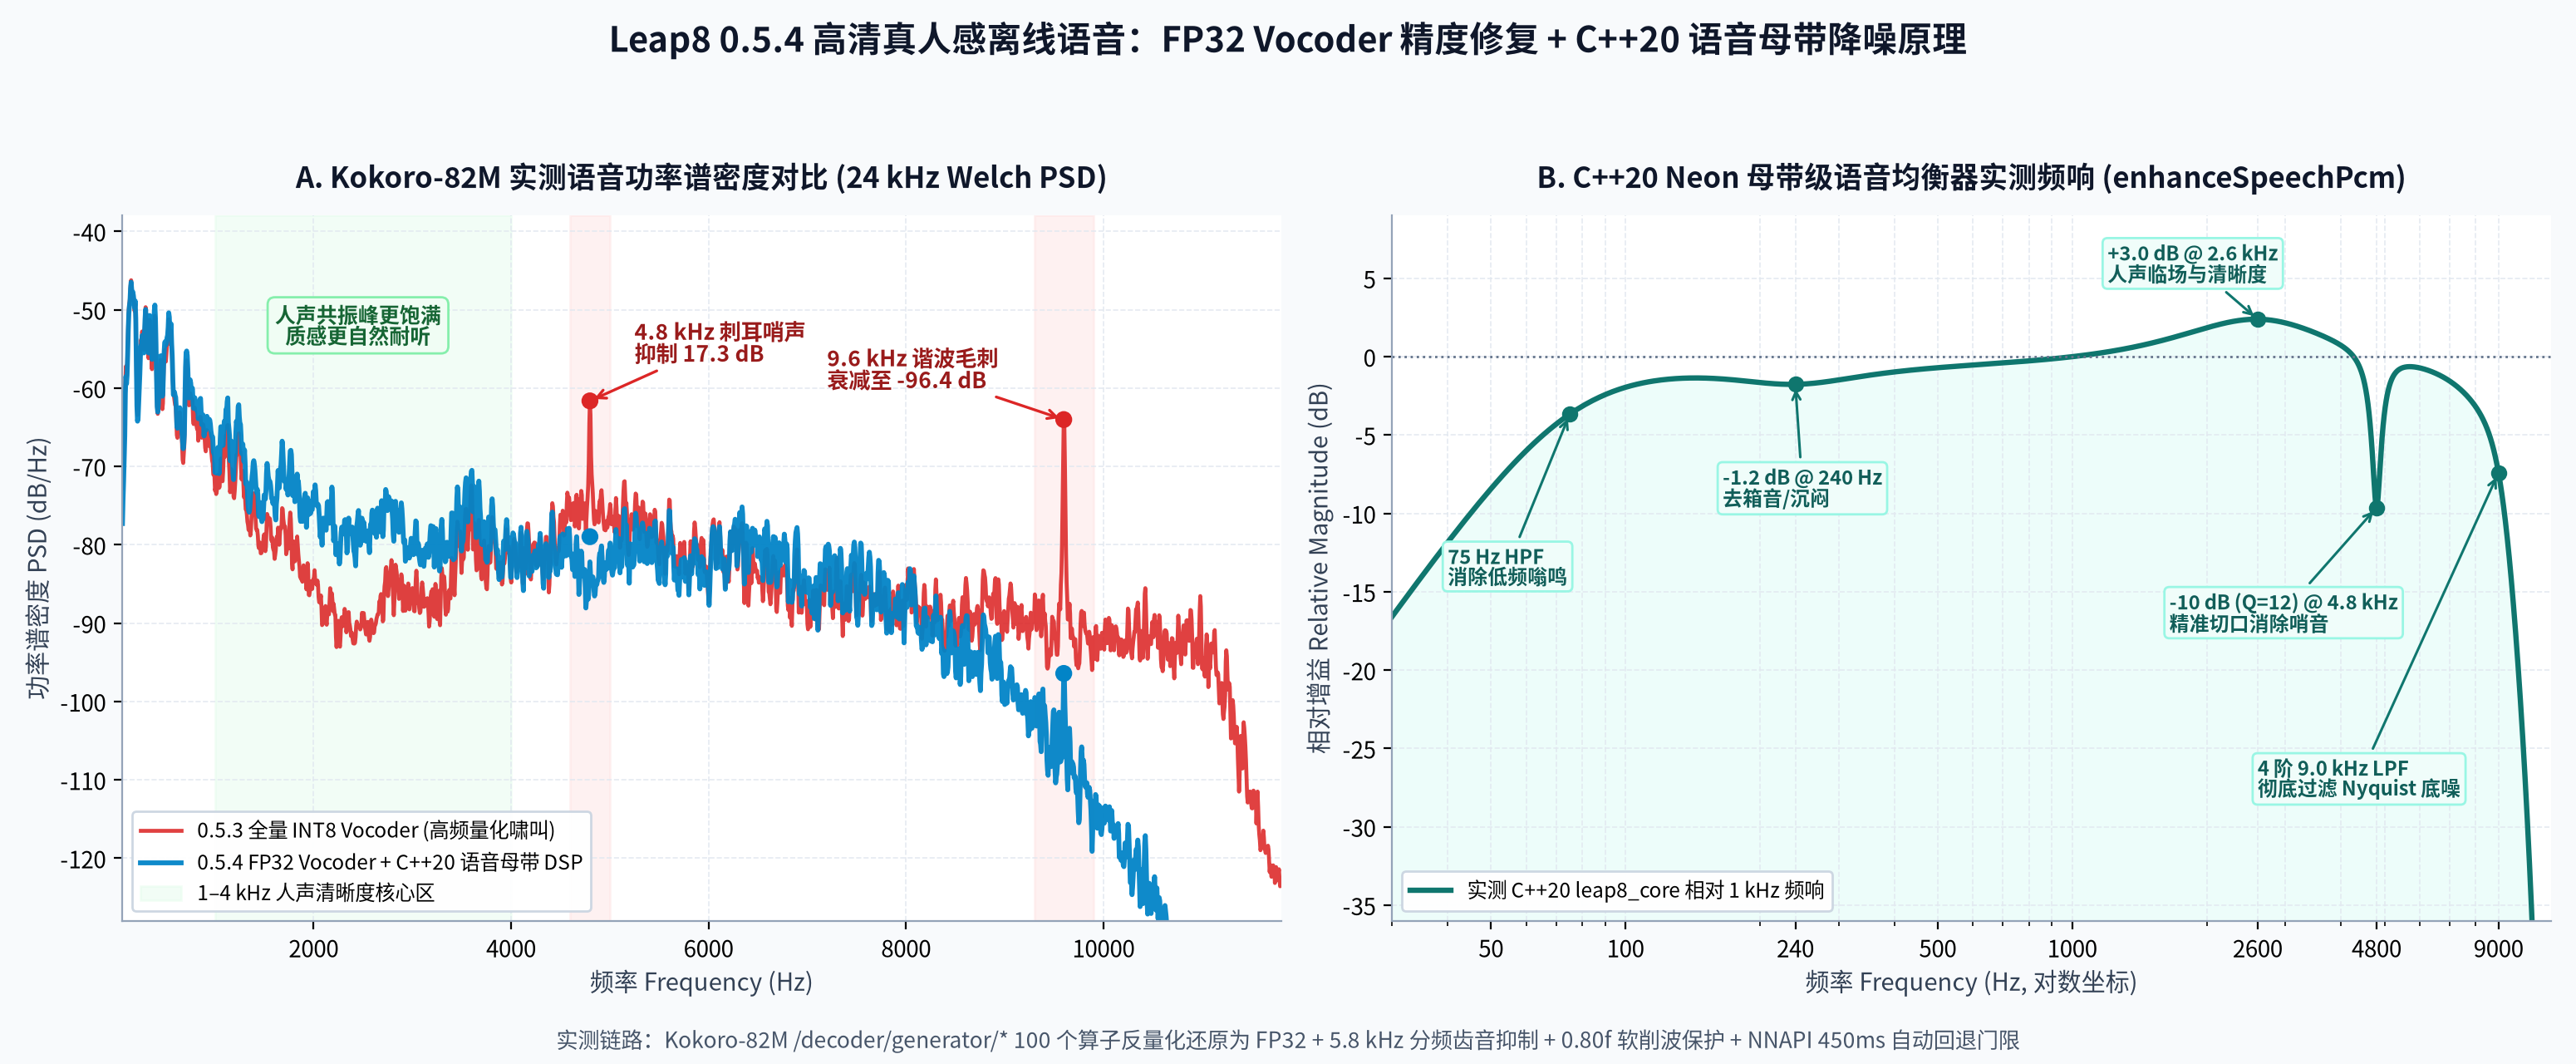 Leap8 0.5.4 高清真人感离线语音：FP32 Vocoder 精度修复 + C++20 语音母带降噪原理
A. Kokoro-82M 实测语音功率谱密度对比 (24 kHz Welch PSD)
功率谱密度 PSD (dB/Hz)
-40
-50
-60
-70
-80
-90
-100
-110
-120
人声共振峰更饱满
质感更自然耐听
4.8 kHz 刺耳哨声
抑制 17.3 dB
9.6 kHz 谐波毛刺
衰减至 -96.4 dB
0.5.3 全量 INT8 Vocoder (高频量化啸叫)
0.5.4 FP32 Vocoder + C++20 语音母带 DSP
1–4 kHz 人声清晰度核心区
2000
4000
6000
8000
10000
频率 Frequency (Hz)
B. C++20 Neon 母带级语音均衡器实测频响 (enhanceSpeechPcm)
相对增益 Relative Magnitude (dB)
5
0
-5
-10
-15
-20
-25
-30
-35
+3.0 dB @ 2.6 kHz
人声临场与清晰度
-1.2 dB @ 240 Hz
去箱音/沉闷
75 Hz HPF
消除低频嗡鸣
-10 dB (Q=12) @ 4.8 kHz
精准切口消除哨音
4 阶 9.0 kHz LPF
彻底过滤 Nyquist 底噪
实测 C++20 leap8_core 相对 1 kHz 频响
50
100
240
500
1000
2600
4800
9000
频率 Frequency (Hz, 对数坐标)
实测链路：Kokoro-82M /decoder/generator/* 100 个算子反量化还原为 FP32 + 5.8 kHz 分频齿音抑制 + 0.80f 软削波保护 + NNAPI 450ms 自动回退门限